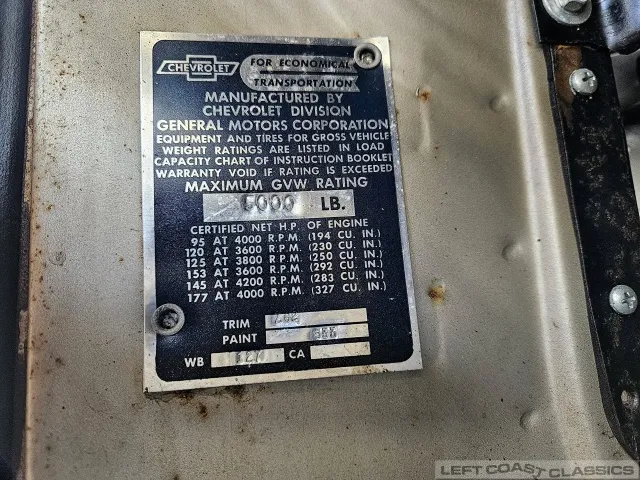 CHEVROLET
FOR ECONOMICAL
TRANSPORTATION
MANUFACTURED BY
CHEVROLET DIVISION
GENERAL MOTORS CORPORATION
EQUIPMENT AND TIRES FOR GROSS VEHICLE
WEIGHT RATINGS ARE LISTED IN LOAD
CAPACITY CHART OF INSTRUCTION BOOKLET
WARRANTY VOID IF RATING IS EXCEEDED
MAXIMUM GVW RATING
LB.
CERTIFIED NET H.P. OF ENGINE
95 AT 4000 R.P.M. (194 CU. IN.)
120 AT 3600 R.P.M. (230 CU. IN.)
125 AT 3800 R.P.M. (250 CU. IN.)
153 AT 3600 R.P.M. (292 CU. IN.)
145 AT 4200 R.P.M. (283 CU. IN.)
177 AT 4000 R.P.M. (327 CU. IN.)
TRIM
PAINT
WB CA
LEFT COAST CLASSICS